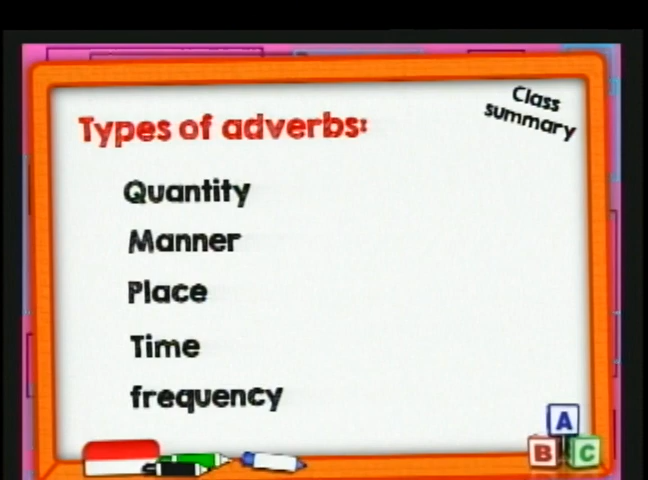 Class
summary
Types of adverbs:
Quantity
Manner
Place
Time
frequency
A
B C